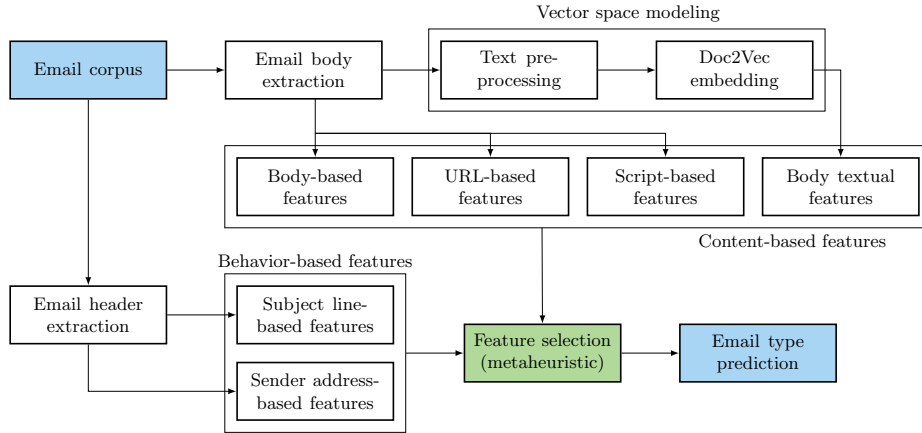 Vector space modeling
Email corpus
Email body
extraction
Text pre-
processing
Doc2Vec
embedding
Body-based
features
URL-based
features
Script-based
features
Body textual
features
Content-based features
Behavior-based features
Email header
extraction
Subject line-
based features
Sender address-
based features
Feature selection
(metaheuristic)
Email type
prediction